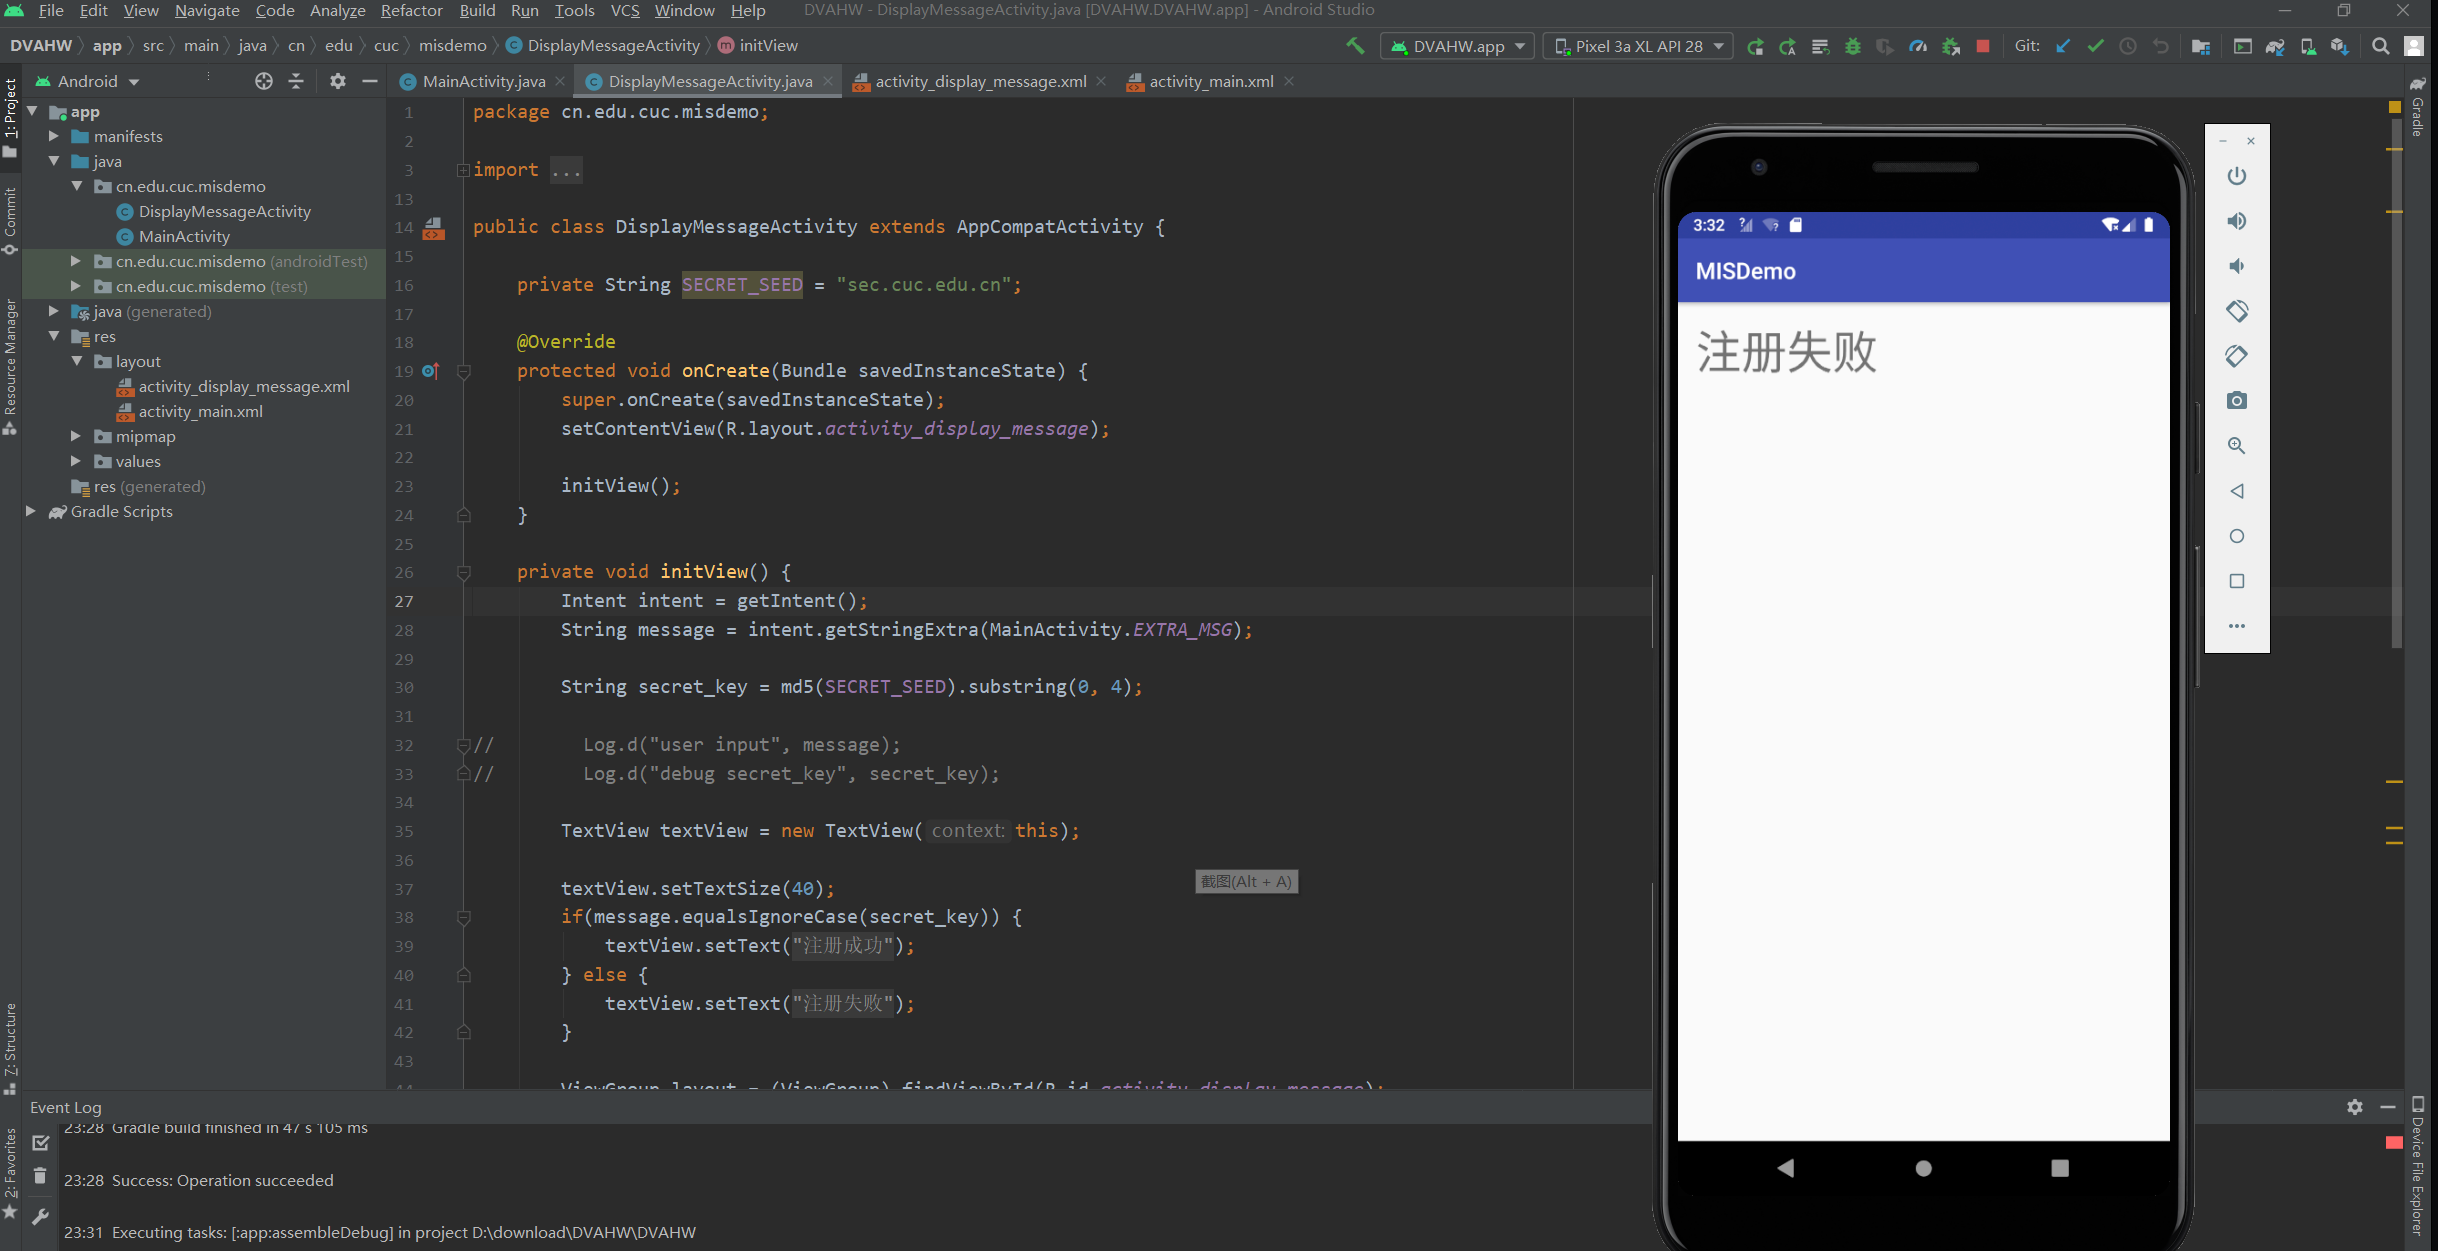 File Edit View Navigate Code Analyze Refactor Build Run Tools VCS Window Help DVAHW - DisplayMessageActivity.java [DVAHW.DVAHW.app] - Android Studio
DVAHW app src main java cn edu cuc misdemo DisplayMessageActivity initView DVAHW.app Pixel 3a XL API 28 Git:
Android
MainActivity.java DisplayMessageActivity.java activity_display_message.xml activity_main.xml
1: Project
Commit
Resource Manager
Z: Structure
2: Favorites
app
manifests
java
cn.edu.cuc.misdemo
DisplayMessageActivity
MainActivity
cn.edu.cuc.misdemo (androidTest)
cn.edu.cuc.misdemo (test)
java (generated)
res
layout
activity_display_message.xml
activity_main.xml
mipmap
values
res (generated)
Gradle Scripts
1 package cn.edu.cuc.misdemo;
2
3 import ...
13
14 public class DisplayMessageActivity extends AppCompatActivity {
15
16 private String SECRET_SEED = "sec.cuc.edu.cn";
17
18 @Override
19 protected void onCreate(Bundle savedInstanceState) {
20 super.onCreate(savedInstanceState);
21 setContentView(R.layout.activity_display_message);
22
23 initView();
24 }
25
26 private void initView() {
27 Intent intent = getIntent();
28 String message = intent.getStringExtra(MainActivity.EXTRA_MSG);
29
30 String secret_key = md5(SECRET_SEED).substring(0, 4);
31
32 // Log.d("user input", message);
33 // Log.d("debug secret_key", secret_key);
34
35 TextView textView = new TextView( context: this);
36
37 textView.setTextSize(40);
38 if(message.equalsIgnoreCase(secret_key)) {
39 textView.setText("注册成功");
40 } else {
41 textView.setText("注册失败");
42 }
43
44 ViewGroup layout = (ViewGroup) findViewById(R.id.activity_display_message);
截图(Alt + A)
3:32
MISDemo
注册失败
Gradle
Device File Explorer
Event Log
23:28 Gradle build finished in 47 s 105 ms
23:28 Success: Operation succeeded
23:31 Executing tasks: [:app:assembleDebug] in project D:\download\DVAHW\DVAHW